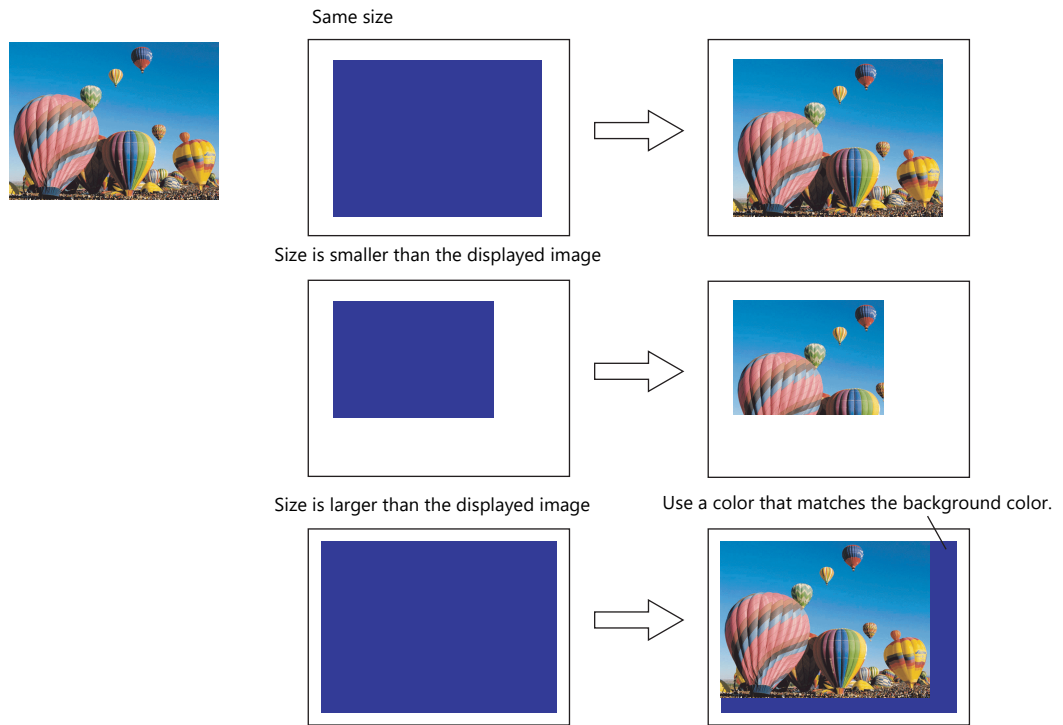 Same size
Size is smaller than the displayed image
Size is larger than the displayed image
Use a color that matches the background color.